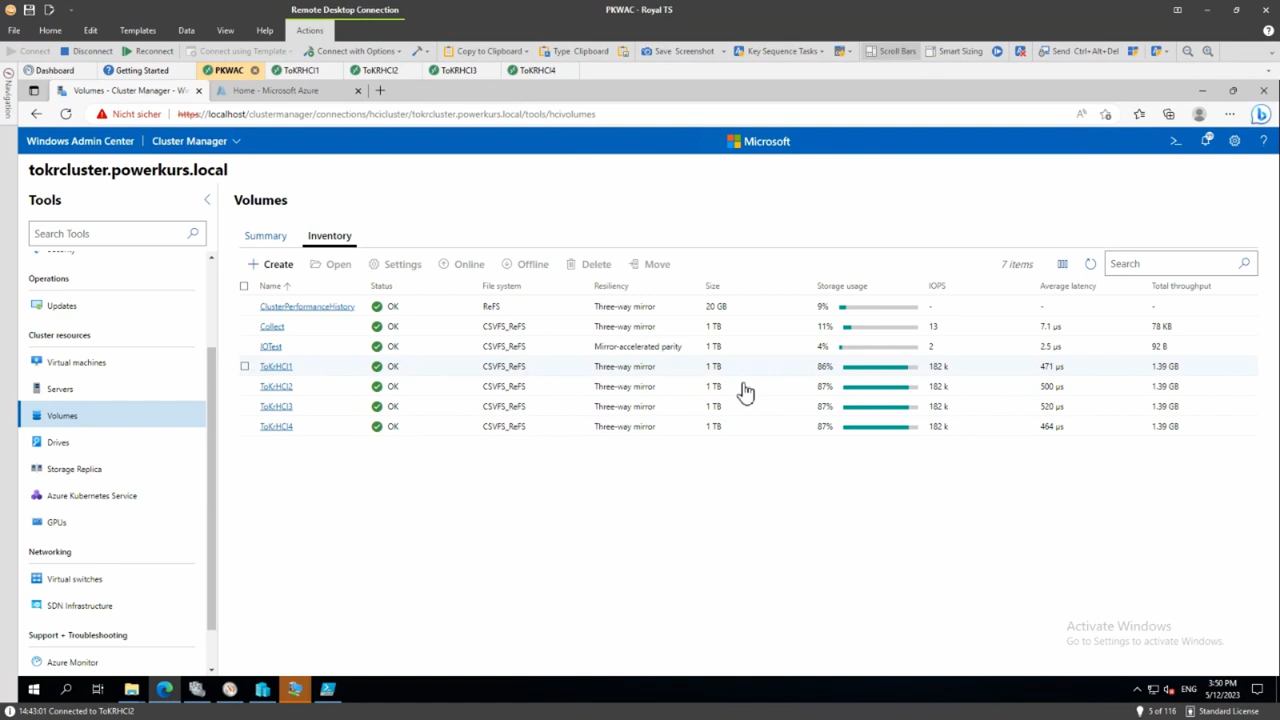 Remote Desktop Connection
PKWAC - Royal TS
File Home Edit Templates Data View Help Actions
Connect Disconnect Reconnect Connect using Template Connect with Options Copy to Clipboard Type Clipboard Save Screenshot Key Sequence Tasks Scroll Bars Smart Sizing Send Ctrl+Alt+Del
Navigation
Dashboard Getting Started PKWAC ToKRHCI1 ToKRHCI2 ToKRHCI3 ToKRHCI4
Volumes - Cluster Manager - Wi Home - Microsoft Azure
Nicht sicher https://localhost/clustermanager/connections/hcicluster/tokrcluster.powerkurs.local/tools/hcivolumes
Windows Admin Center Cluster Manager Microsoft
tokrcluster.powerkurs.local
Tools
Search Tools
Security
Operations
Updates
Cluster resources
Virtual machines
Servers
Volumes
Drives
Storage Replica
Azure Kubernetes Service
GPUs
Networking
Virtual switches
SDN Infrastructure
Support + Troubleshooting
Azure Monitor
Volumes
Summary Inventory
Create Open Settings Online Offline Delete Move 7 items Search
Name Status File system Resiliency Size Storage usage IOPS Average latency Total throughput
ClusterPerformanceHistory OK ReFS Three-way mirror 20 GB 9% - - -
Collect OK CSVFS_ReFS Three-way mirror 1 TB 11% 13 7.1 µs 78 KB
IOTest OK CSVFS_ReFS Mirror-accelerated parity 1 TB 4% 2 2.5 µs 92 B
ToKrHCI1 OK CSVFS_ReFS Three-way mirror 1 TB 86% 182 k 471 µs 1.39 GB
ToKrHCI2 OK CSVFS_ReFS Three-way mirror 1 TB 87% 182 k 500 µs 1.39 GB
ToKrHCI3 OK CSVFS_ReFS Three-way mirror 1 TB 87% 182 k 520 µs 1.39 GB
ToKrHCI4 OK CSVFS_ReFS Three-way mirror 1 TB 87% 182 k 464 µs 1.39 GB
Activate Windows
Go to Settings to activate Windows.
ENG
3:50 PM
5/12/2023
14:43:01 Connected to ToKRHCI2 5 of 116 Standard License